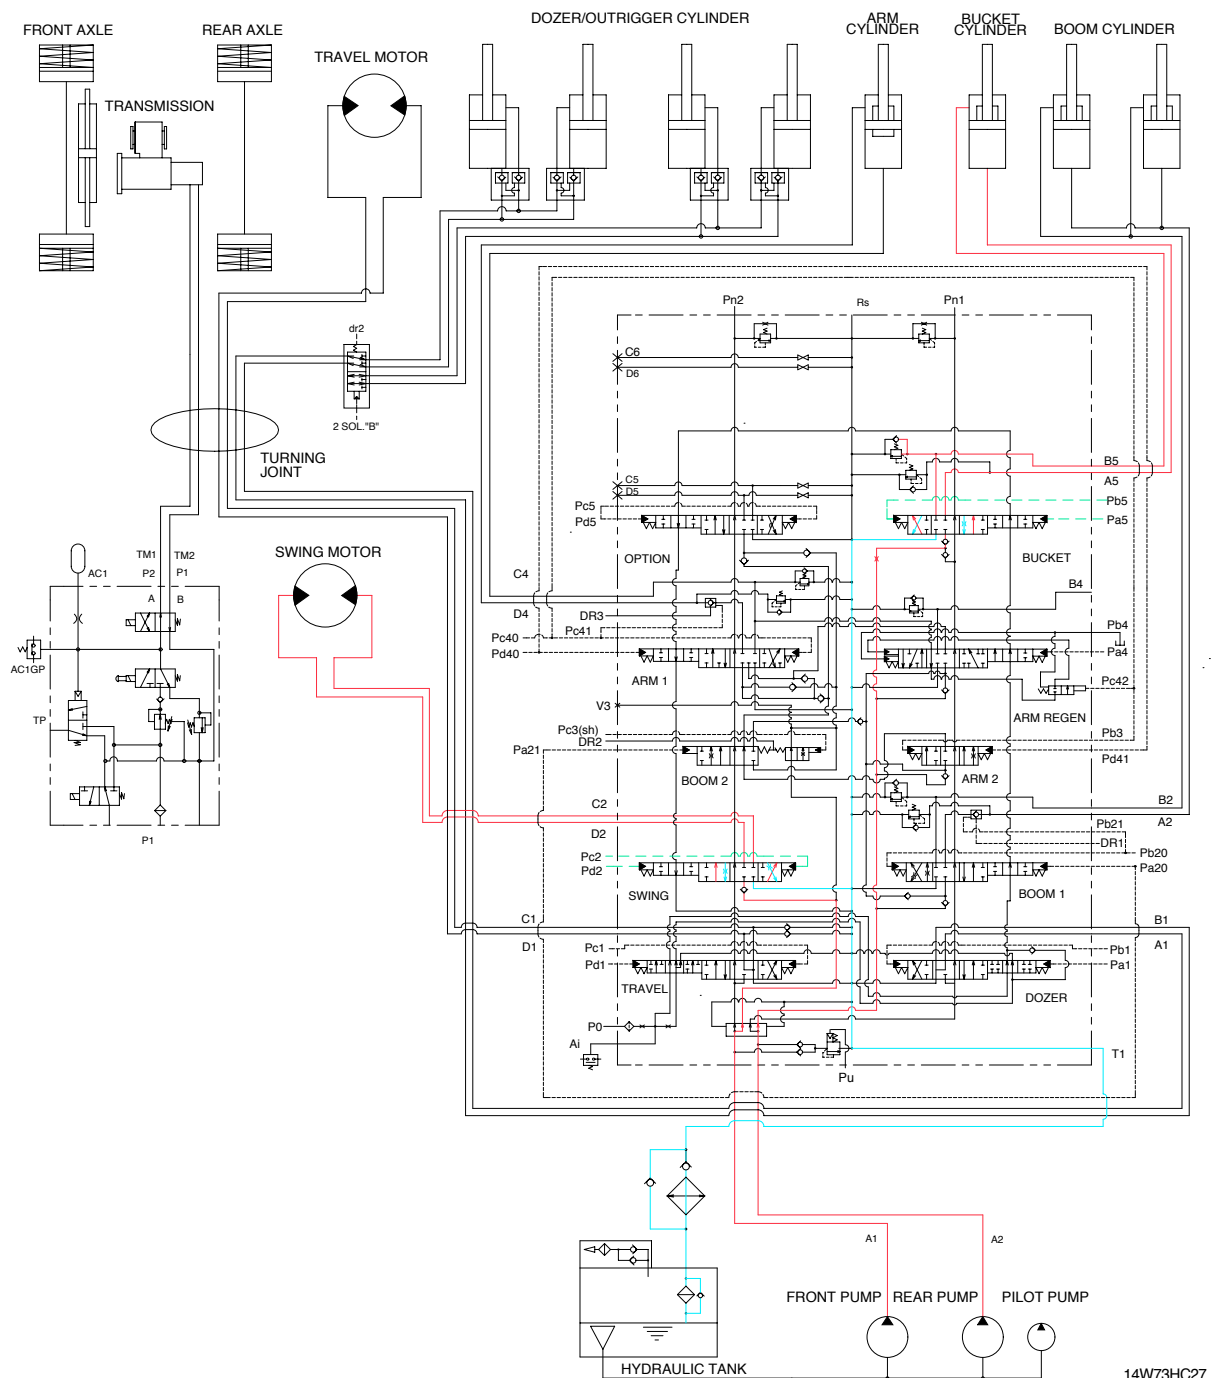 DOZER/OUTRIGGER CYLINDER
ARM
CYLINDER
BUCKET
CYLINDER
BOOM CYLINDER
FRONT AXLE
REAR AXLE
TRAVEL MOTOR
TRANSMISSION
Pn2
Rs
Pn1
dr2
C6
D6
2 SOL."B"
TURNING
JOINT
B5
A5
C5
D5
Pc5
Pd5
Pb5
Pa5
OPTION
BUCKET
SWING MOTOR
TM1
TM2
P2
P1
AC1
A
B
C4
D4
B4
DR3
Pc41
Pc40
Pd40
Pb4
Pa4
AC1GP
ARM 1
Pc42
ARM REGEN
V3
TP
Pc3(sh)
DR2
Pa21
Pb3
Pd41
BOOM 2
ARM 2
C2
D2
B2
A2
Pb21
DR1
P1
Pc2
Pd2
Pb20
Pa20
SWING
BOOM 1
C1
D1
B1
A1
Pc1
Pd1
Pb1
Pa1
TRAVEL
DOZER
P0
Ai
T1
Pu
A1
A2
FRONT PUMP
REAR PUMP
PILOT PUMP
HYDRAULIC TANK
14W73HC27